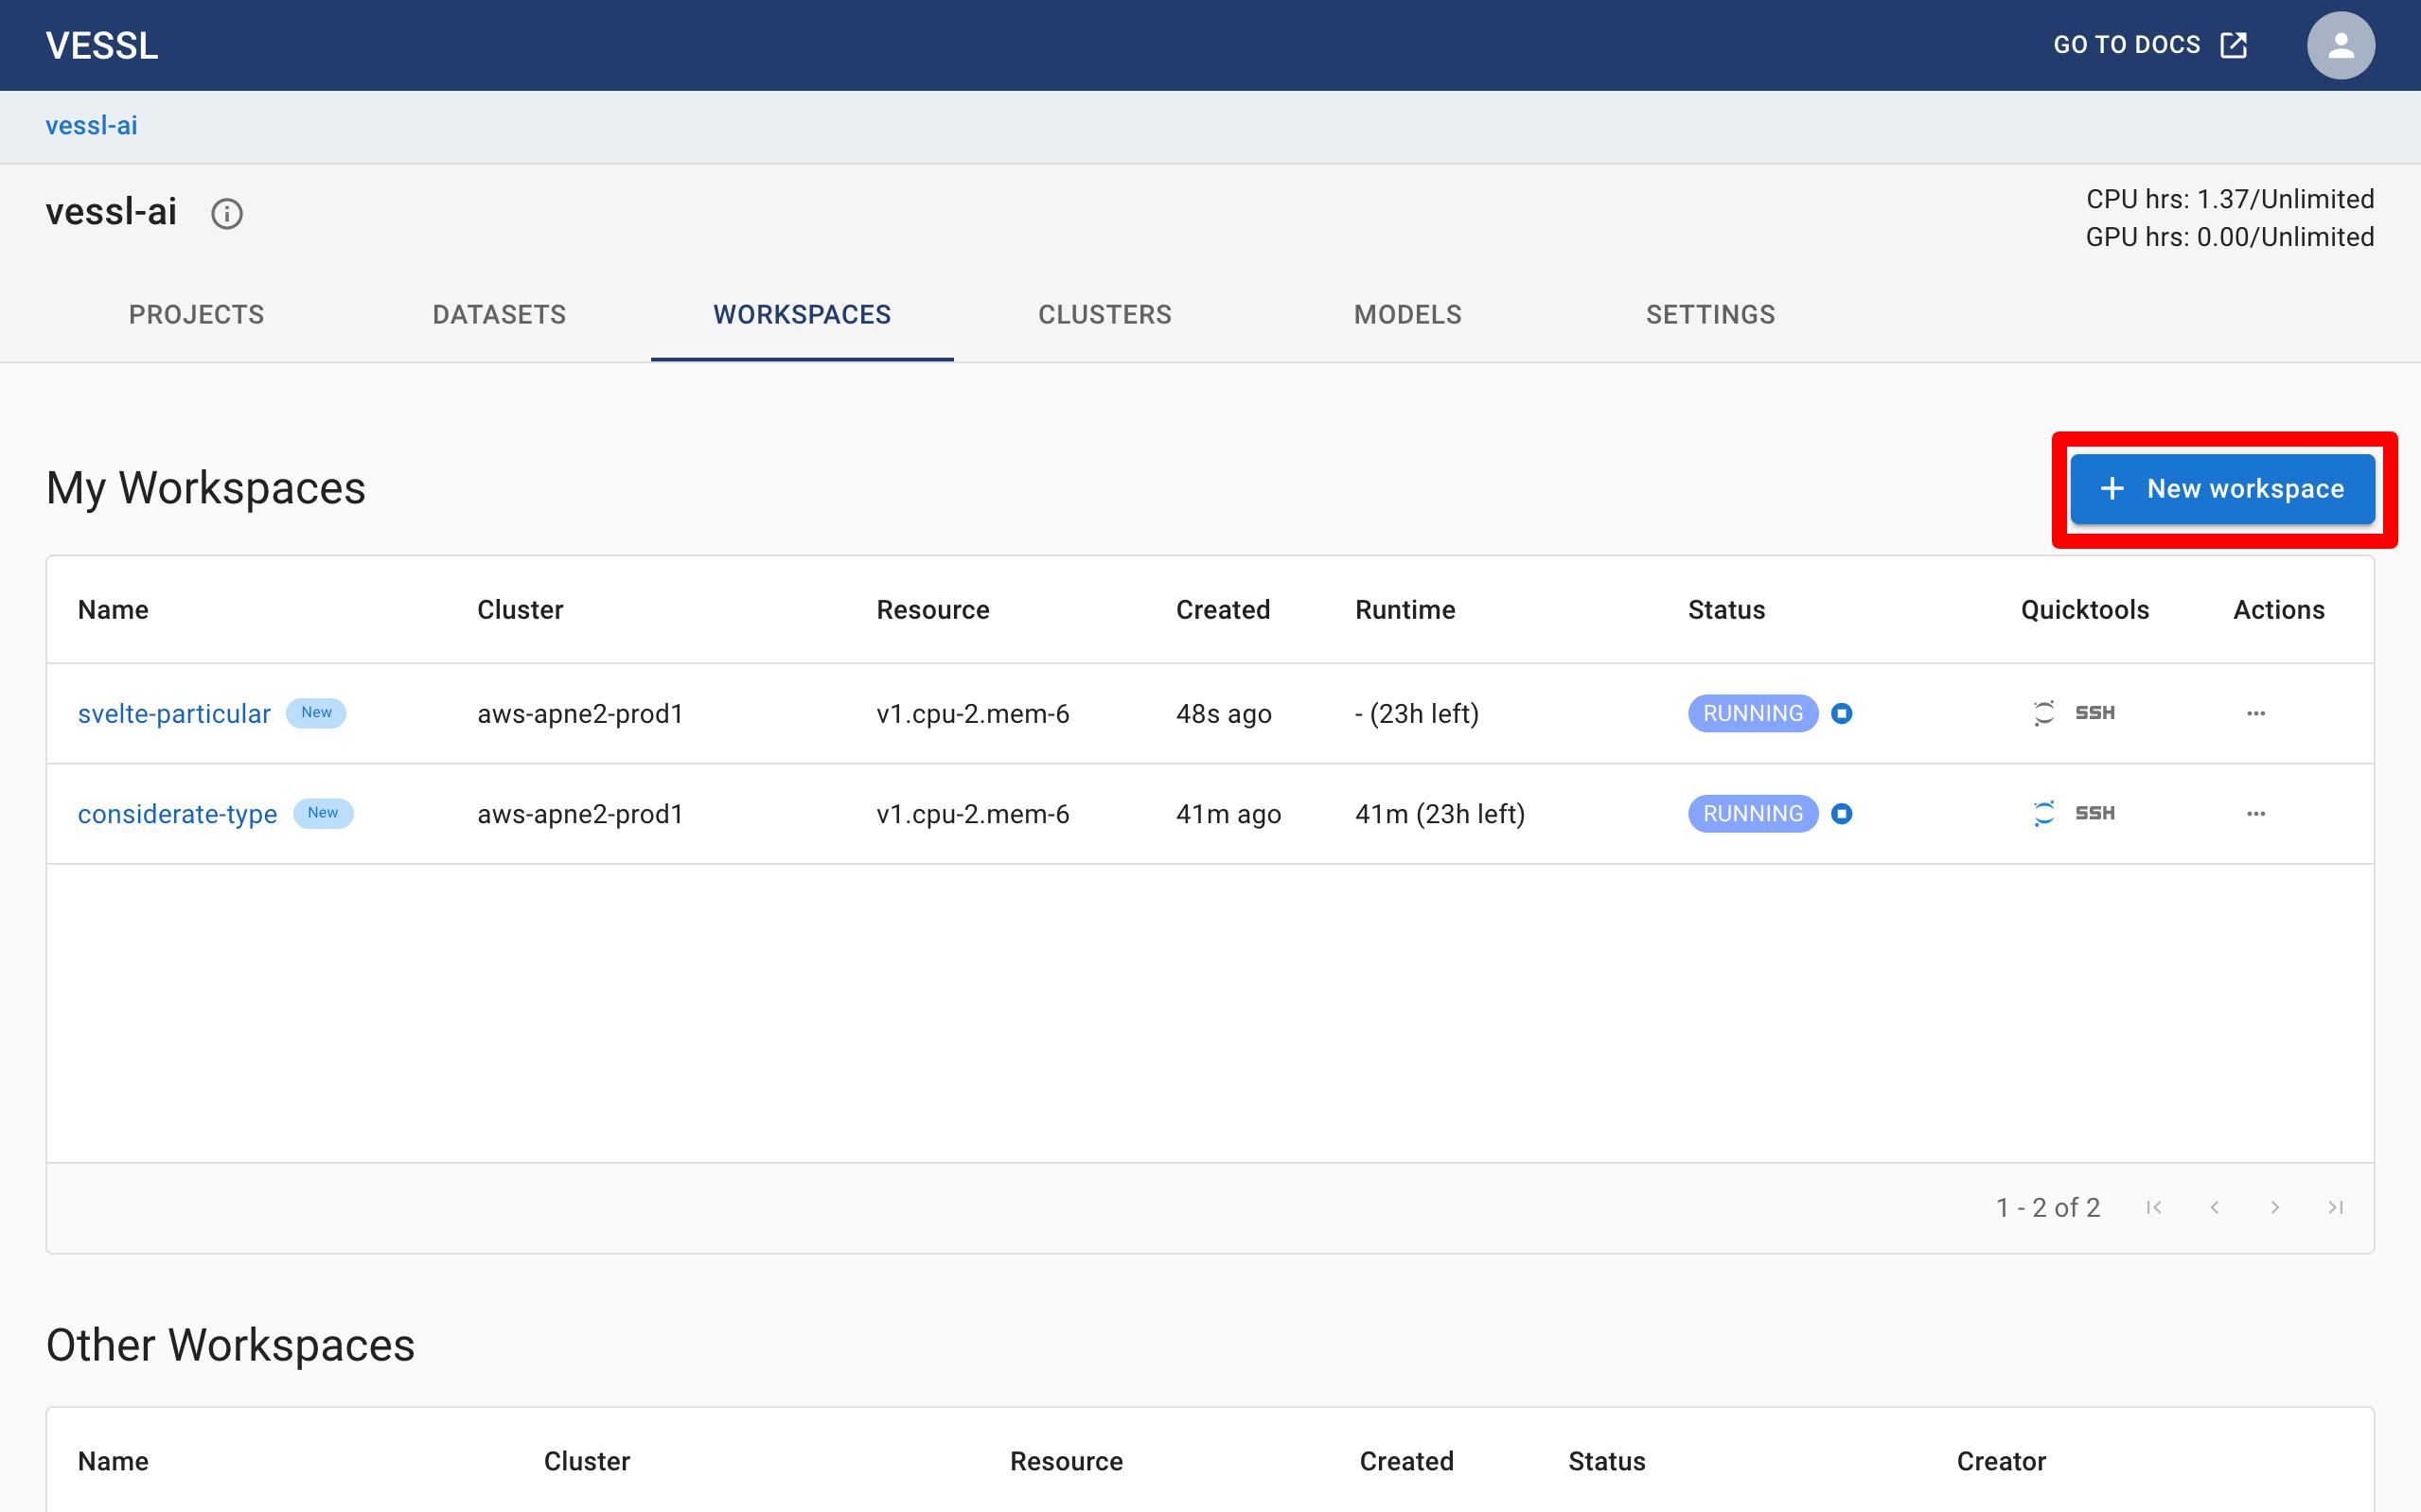 VESSL
GO TO DOCS
vessl-ai
vessl-ai
CPU hrs: 1.37/Unlimited
GPU hrs: 0.00/Unlimited
PROJECTS DATASETS WORKSPACES CLUSTERS MODELS SETTINGS
My Workspaces
+ New workspace
Name Cluster Resource Created Runtime Status Quicktools Actions
svelte-particular New aws-apne2-prod1 v1.cpu-2.mem-6 48s ago - (23h left) RUNNING SSH ...
considerate-type New aws-apne2-prod1 v1.cpu-2.mem-6 41m ago 41m (23h left) RUNNING SSH ...
1 - 2 of 2
Other Workspaces
Name Cluster Resource Created Status Creator